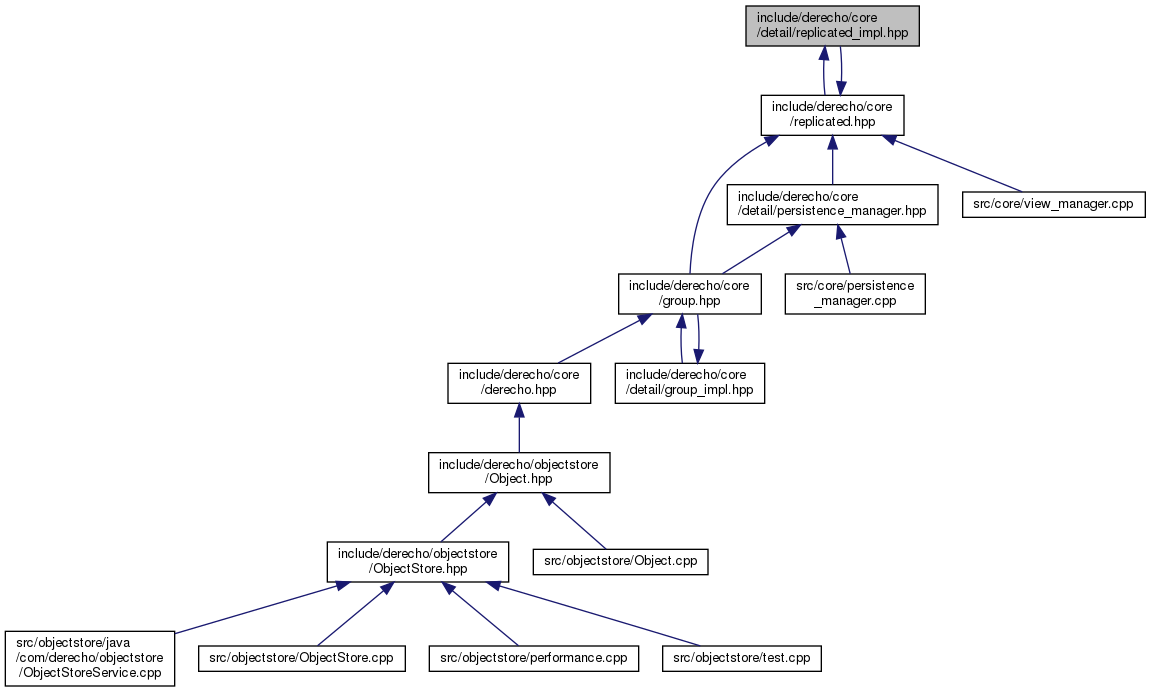 include/derecho/core
/detail/replicated_impl.hpp
include/derecho/core
/replicated.hpp
include/derecho/core
/detail/persistence_manager.hpp
src/core/view_manager.cpp
include/derecho/core
/group.hpp
src/core/persistence
_manager.cpp
include/derecho/core
/derecho.hpp
include/derecho/core
/detail/group_impl.hpp
include/derecho/objectstore
/Object.hpp
include/derecho/objectstore
/ObjectStore.hpp
src/objectstore/Object.cpp
src/objectstore/java
/com/derecho/objectstore
/ObjectStoreService.cpp
src/objectstore/ObjectStore.cpp
src/objectstore/performance.cpp
src/objectstore/test.cpp